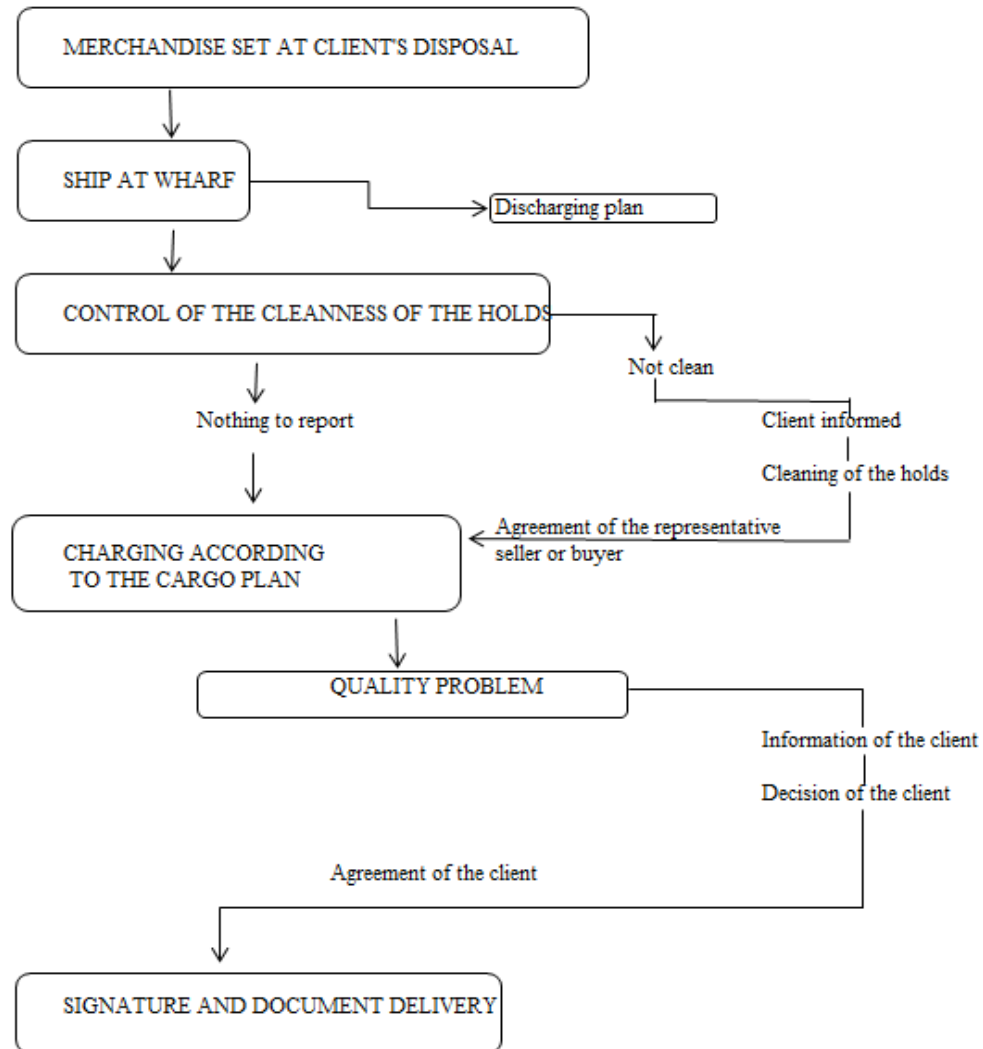 MERCHANDISE SET AT CLIENT'S DISPOSAL
SHIP AT WHARF
Discharging plan
CONTROL OF THE CLEANNESS OF THE HOLDS
Not clean
Nothing to report
Client informed
Cleaning of the holds
Agreement of the representative
seller or buyer
CHARGING ACCORDING
TO THE CARGO PLAN
QUALITY PROBLEM
Information of the client
Decision of the client
Agreement of the client
SIGNATURE AND DOCUMENT DELIVERY